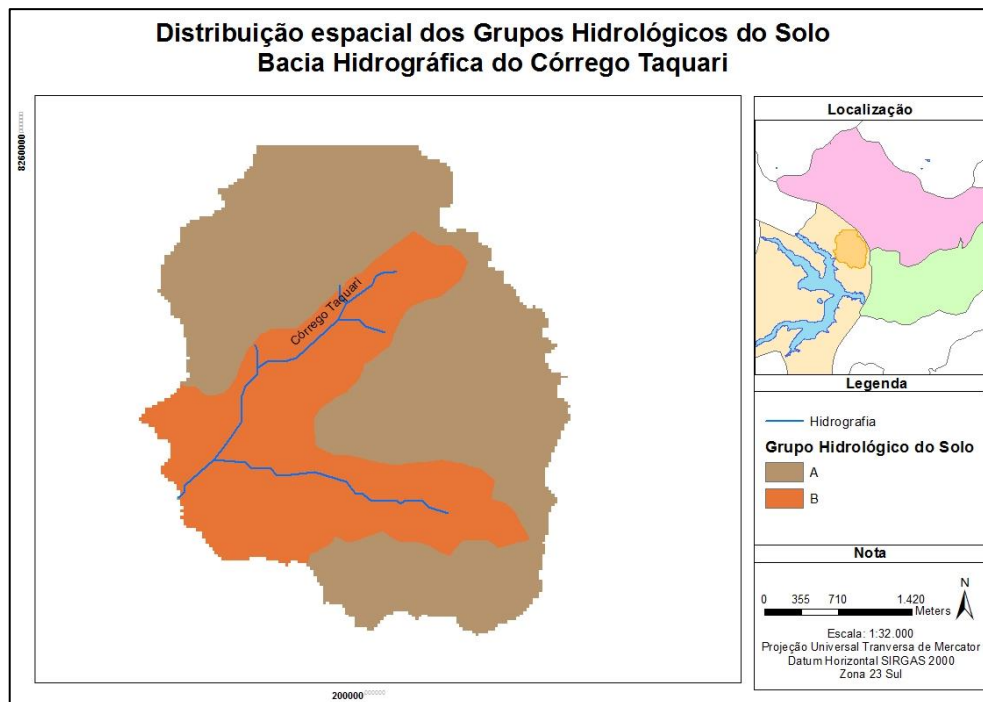 Distribuição espacial dos Grupos Hidrológicos do Solo
Bacia Hidrográfica do Córrego Taquari
8260000,000000
Córrego Taquari
200000,000000
Localização
Legenda
Hidrografia
Grupo Hidrológico do Solo
A
B
Nota
0 355 710 1.420
Meters
N
Escala: 1:32.000
Projeção Universal Tranversa de Mercator
Datum Horizontal SIRGAS 2000
Zona 23 Sul